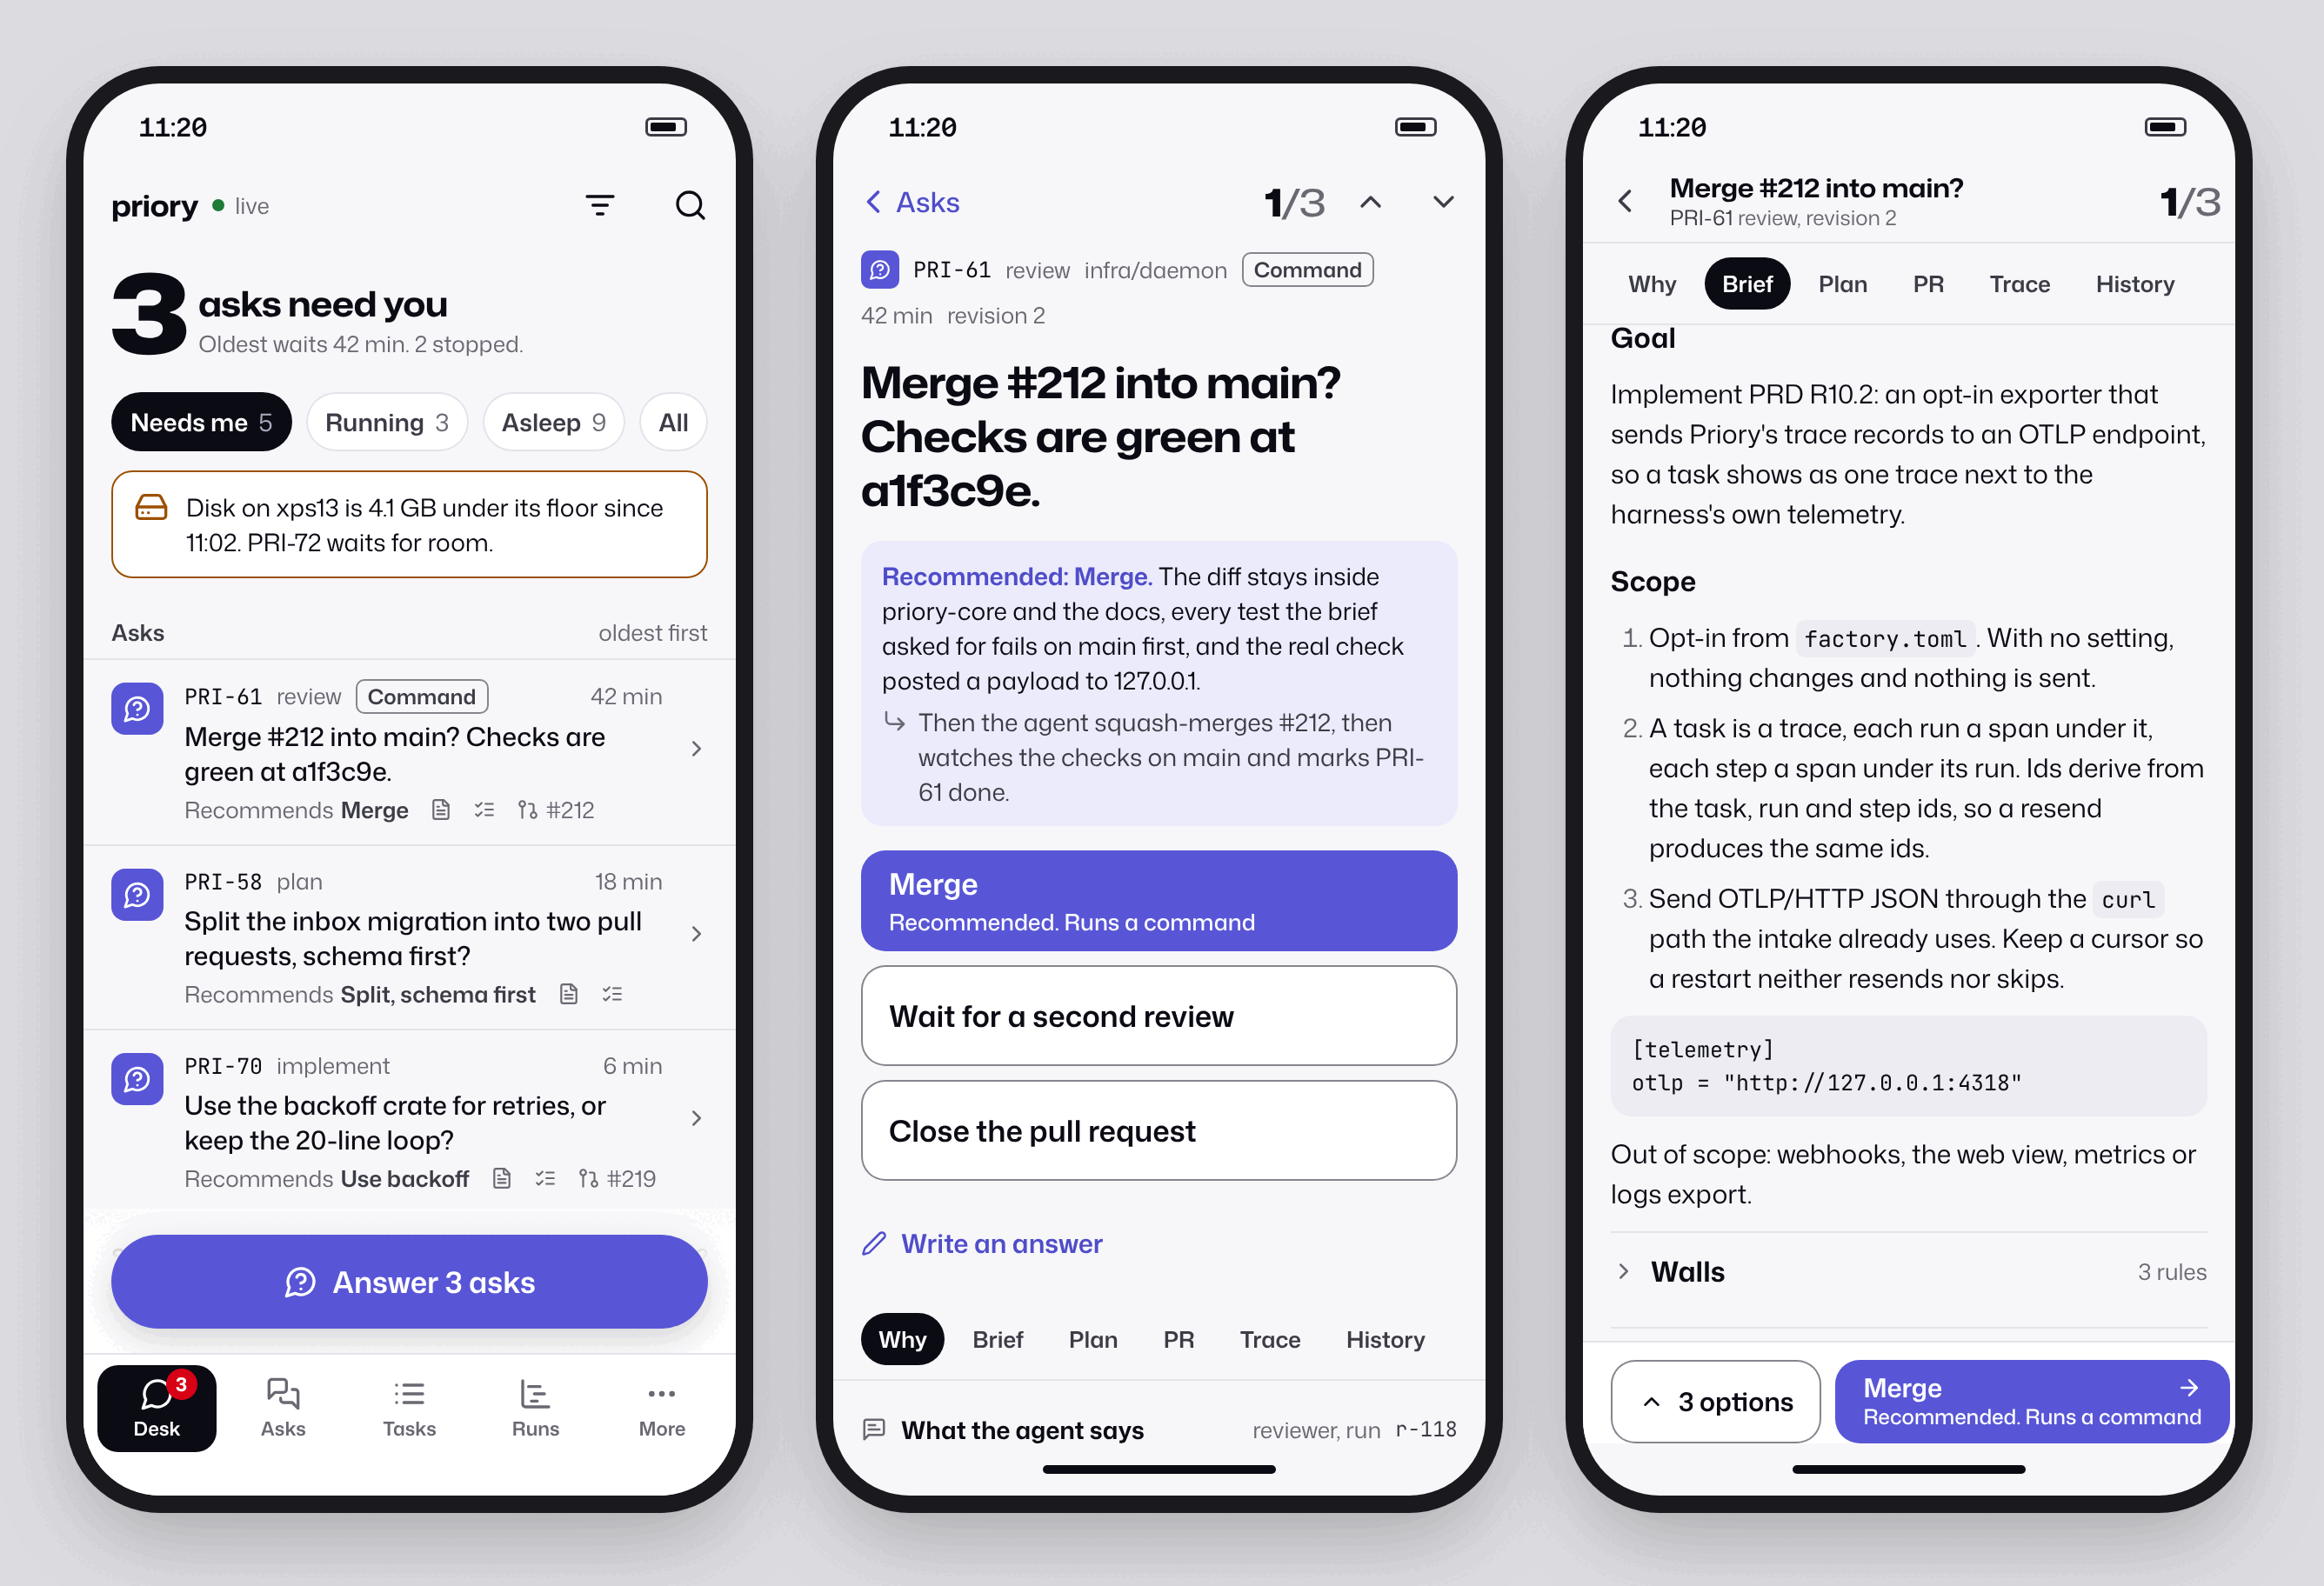 11:20
priory live
3 asks need you
Oldest waits 42 min. 2 stopped.
Needs me 5 Running 3 Asleep 9 All
Disk on xps13 is 4.1 GB under its floor since
11:02. PRI-72 waits for room.
Asks oldest first
PRI-61 review Command 42 min
Merge #212 into main? Checks are
green at a1f3c9e.
Recommends Merge #212
PRI-58 plan 18 min
Split the inbox migration into two pull
requests, schema first?
Recommends Split, schema first
PRI-70 implement 6 min
Use the backoff crate for retries, or
keep the 20-line loop?
Recommends Use backoff #219
Answer 3 asks
3
Desk Asks Tasks Runs More
11:20
Asks 1/3
PRI-61 review infra/daemon Command
42 min revision 2
Merge #212 into main?
Checks are green at
a1f3c9e.
Recommended: Merge. The diff stays inside
priory-core and the docs, every test the brief
asked for fails on main first, and the real check
posted a payload to 127.0.0.1.
Then the agent squash-merges #212, then
watches the checks on main and marks PRI-
61 done.
Merge
Recommended. Runs a command
Wait for a second review
Close the pull request
Write an answer
Why Brief Plan PR Trace History
What the agent says reviewer, run r-118
11:20
Merge #212 into main? 1/3
PRI-61 review, revision 2
Why Brief Plan PR Trace History
Goal
Implement PRD R10.2: an opt-in exporter that
sends Priory's trace records to an OTLP endpoint,
so a task shows as one trace next to the
harness's own telemetry.
Scope
1. Opt-in from factory.toml. With no setting,
nothing changes and nothing is sent.
2. A task is a trace, each run a span under it,
each step a span under its run. Ids derive from
the task, run and step ids, so a resend
produces the same ids.
3. Send OTLP/HTTP JSON through the curl
path the intake already uses. Keep a cursor so
a restart neither resends nor skips.
[telemetry]
otlp = "http://127.0.0.1:4318"
Out of scope: webhooks, the web view, metrics or
logs export.
Walls 3 rules
3 options
Merge
Recommended. Runs a command